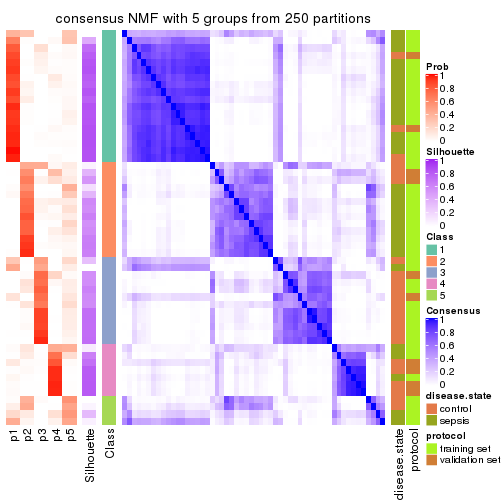 consensus NMF with 5 groups from 250 partitions
Prob
1
0.8
0.6
0.4
0.2
0
Silhouette
1
0.8
0.6
0.4
0.2
0
Class
1
2
3
4
5
Consensus
1
0.8
0.6
0.4
0.2
0
disease.state
control
sepsis
protocol
training set
validation set
p1
p2
p3
p4
p5
Silhouette
Class
disease.state
protocol